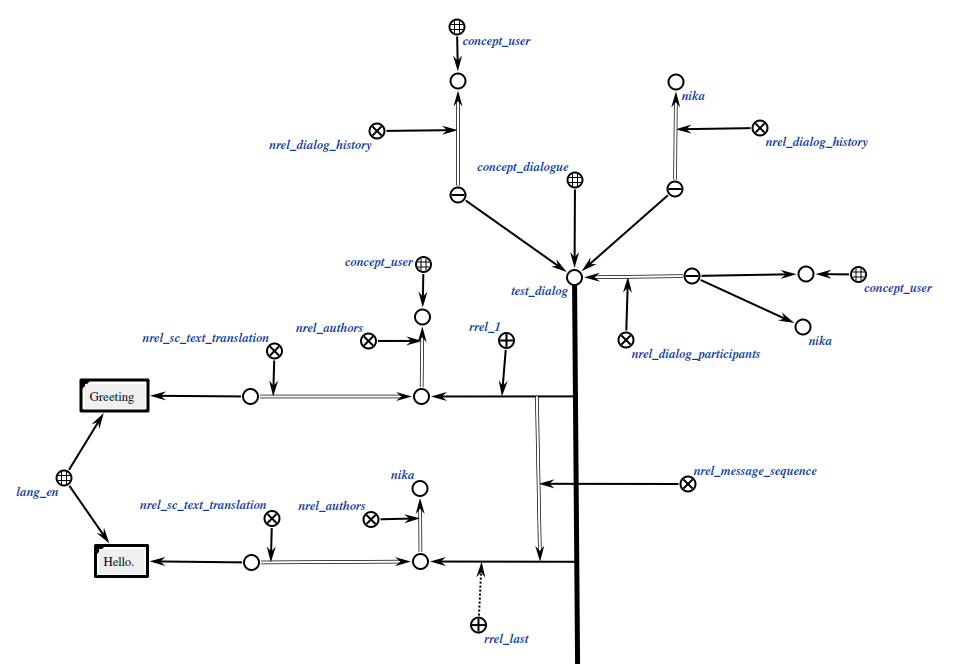 concept_user
nika
nrel_dialog_history
nrel_dialog_history
concept_dialogue
concept_user
test_dialog
concept_user
nrel_sc_text_translation
nrel_authors
rrel_1
nika
nrel_dialog_participants
Greeting
nika
nrel_message_sequence
lang_en
nrel_sc_text_translation
nrel_authors
Hello.
rrel_last